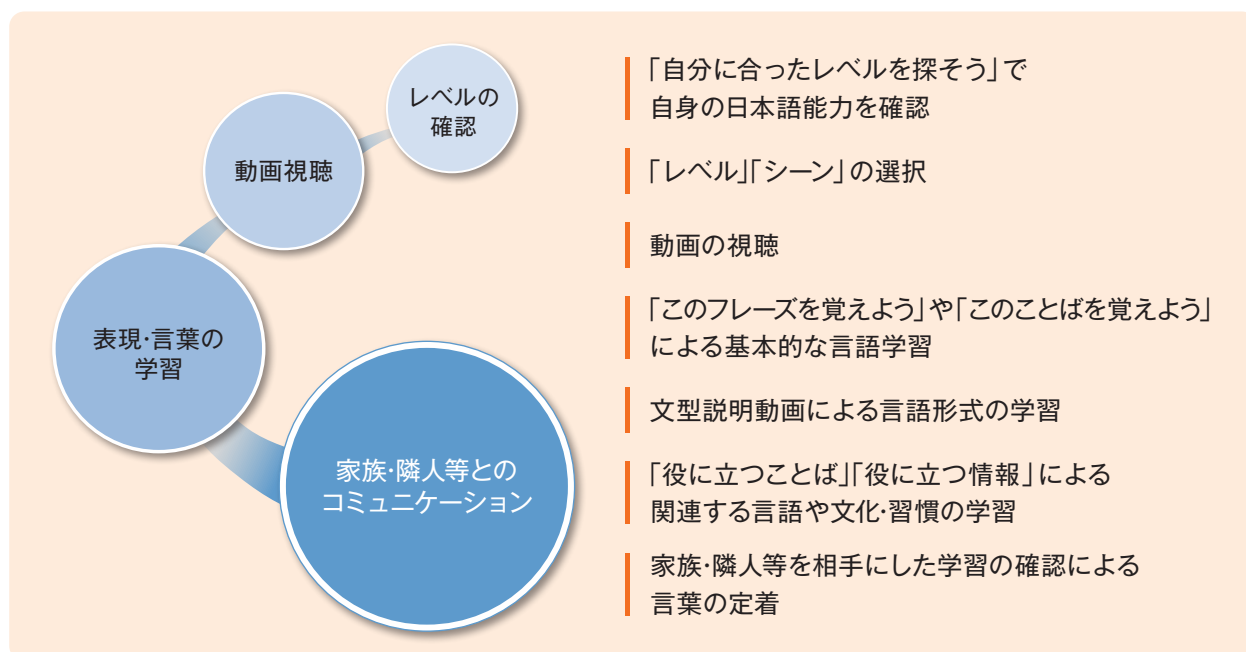 レベルの
確認
動画視聴
表現・言葉の
学習
家族・隣人等との
コミュニケーション
「自分に合ったレベルを探そう」で
自身の日本語能力を確認
「レベル」「シーン」の選択
動画の視聴
「このフレーズを覚えよう」や「このことばを覚えよう」
による基本的な言語学習
文型説明動画による言語形式の学習
「役に立つことば」「役に立つ情報」による
関連する言語や文化・習慣の学習
家族・隣人等を相手にした学習の確認による
言葉の定着